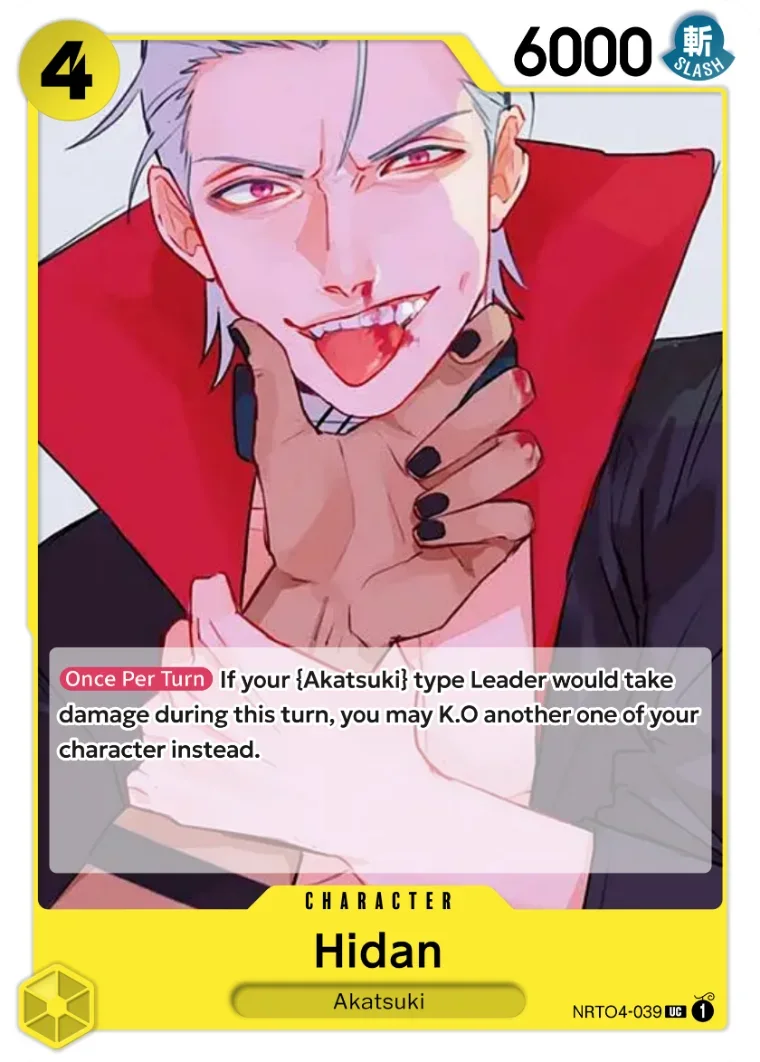 4
6000
斬
SLASH
Once Per Turn If your {Akatsuki} type Leader would take
damage during this turn, you may K.O another one of your
character instead.
CHARACTER
Hidan
Akatsuki
NRTO4-039 UC 1